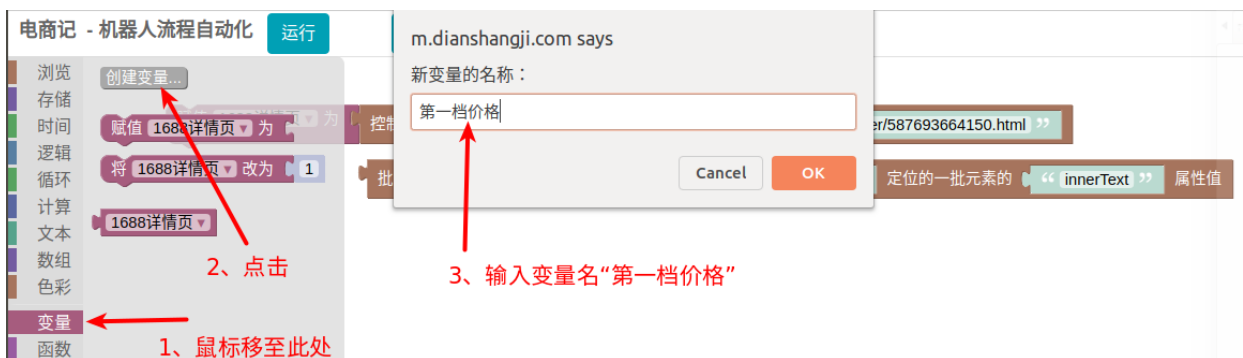 电商记 - 机器人流程自动化
运行
m.dianshangji.com says
新变量的名称：
第一档价格
Cancel
OK
浏览
存储
时间
逻辑
循环
计算
文本
数组
色彩
变量
函数
创建变量...
赋值 1688详情页 为
将 1688详情页 改为 1
1688详情页
为
控制
er/587693664150.html ”
批
定位的一批元素的 “ innerText ” 属性值
2、点击
3、输入变量名“第一档价格”
1、鼠标移至此处